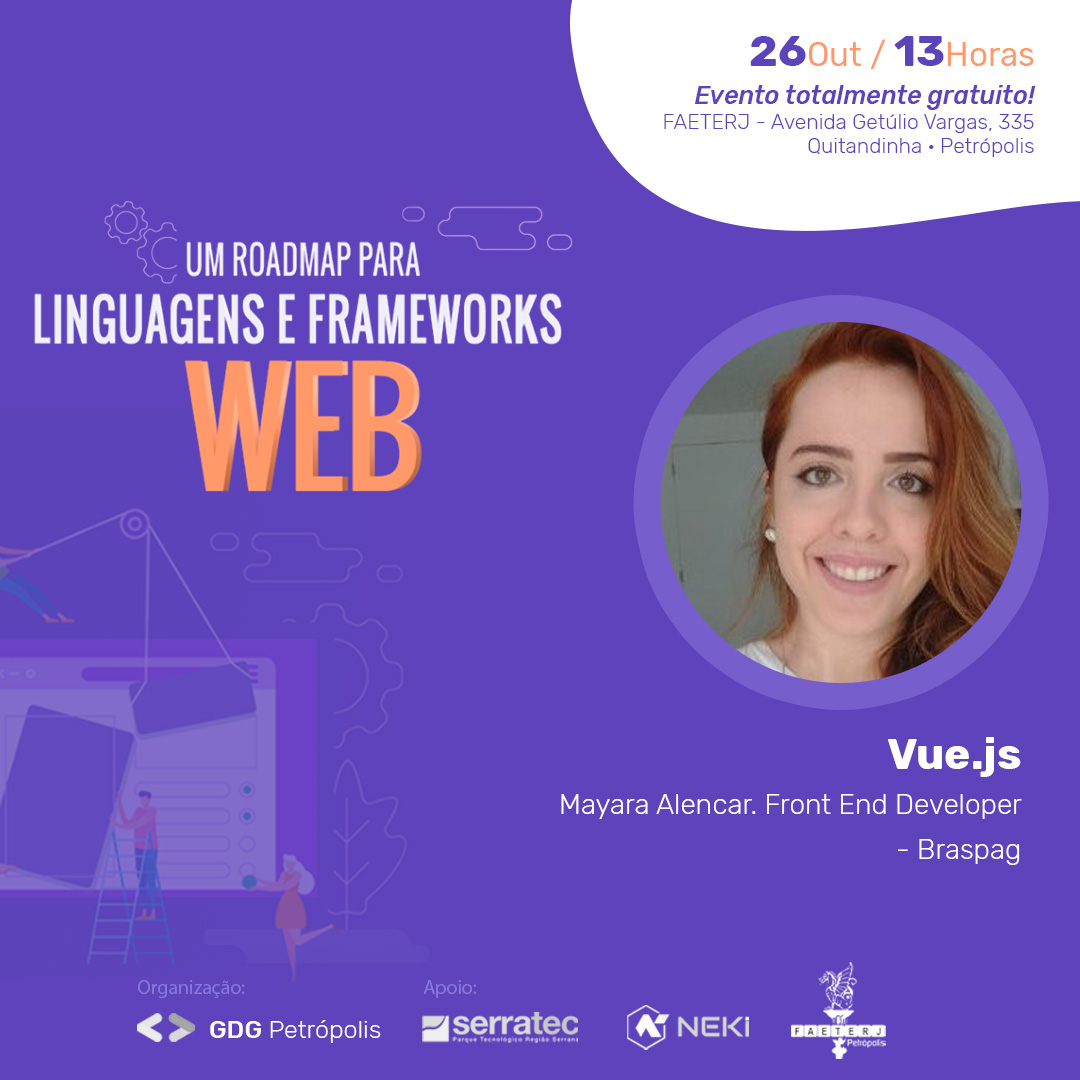 26Out / 13Horas
Evento totalmente gratuito!
FAETERJ - Avenida Getúlio Vargas, 335
Quitandinha • Petrópolis
UM ROADMAP PARA
LINGUAGENS E FRAMEWORKS
WEB
Vue.js
Mayara Alencar. Front End Developer
- Braspag
Organização:
GDG Petrópolis
Apoio:
serratec
Parque Tecnológico Região Serrana
NEKI
FAETERJ
Petrópolis